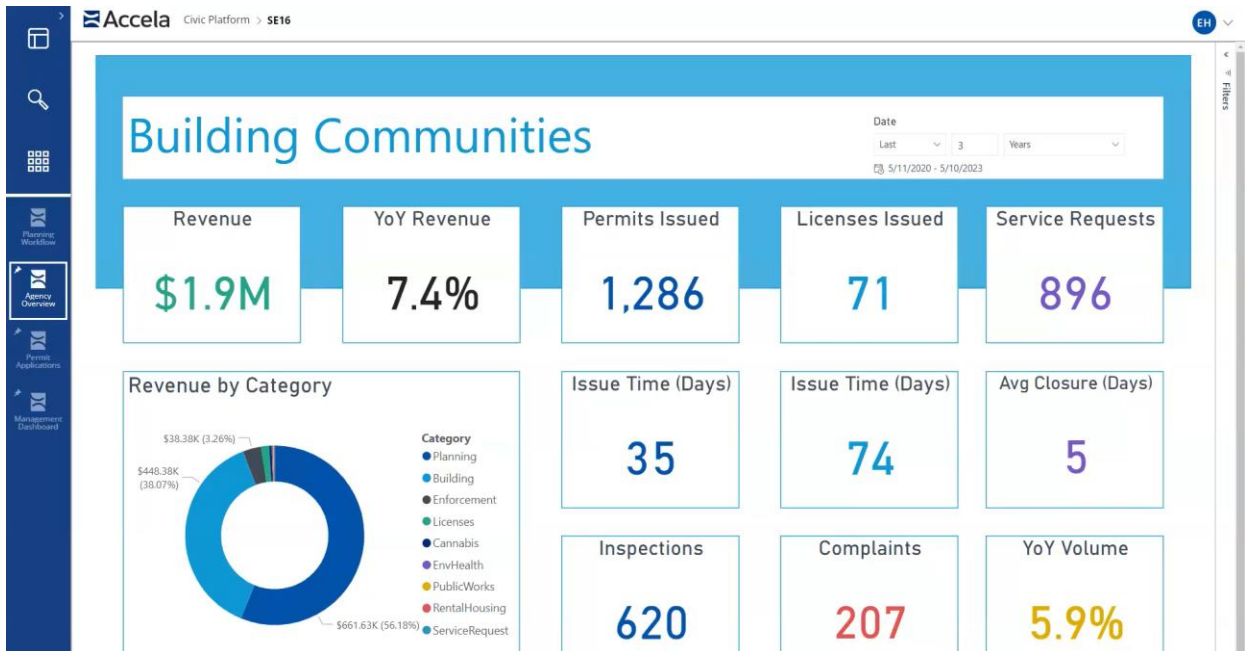 Accela Civic Platform > SE16
EH
Filters
Planning
Workflow
Agency
Overview
Permit
Applications
Management
Dashboard
Building Communities
Date
Last 3 Years
5/11/2020 - 5/10/2023
Revenue
$1.9M
YoY Revenue
7.4%
Permits Issued
1,286
Licenses Issued
71
Service Requests
896
Revenue by Category
$38.38K (3.26%)
$448.38K
(38.07%)
$661.63K (56.18%)
Category
Planning
Building
Enforcement
Licenses
Cannabis
EnvHealth
PublicWorks
RentalHousing
ServiceRequest
Issue Time (Days)
35
Issue Time (Days)
74
Avg Closure (Days)
5
Inspections
620
Complaints
207
YoY Volume
5.9%